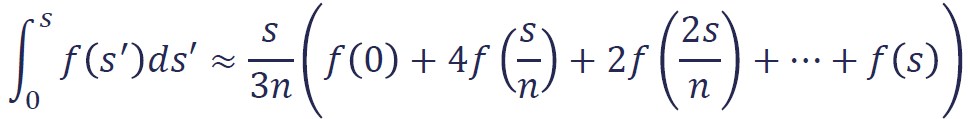 ∫₀ˢ f(s′)ds′ ≈ s/3n (f(0) + 4f(s/n) + 2f(2s/n) + ⋯ + f(s))